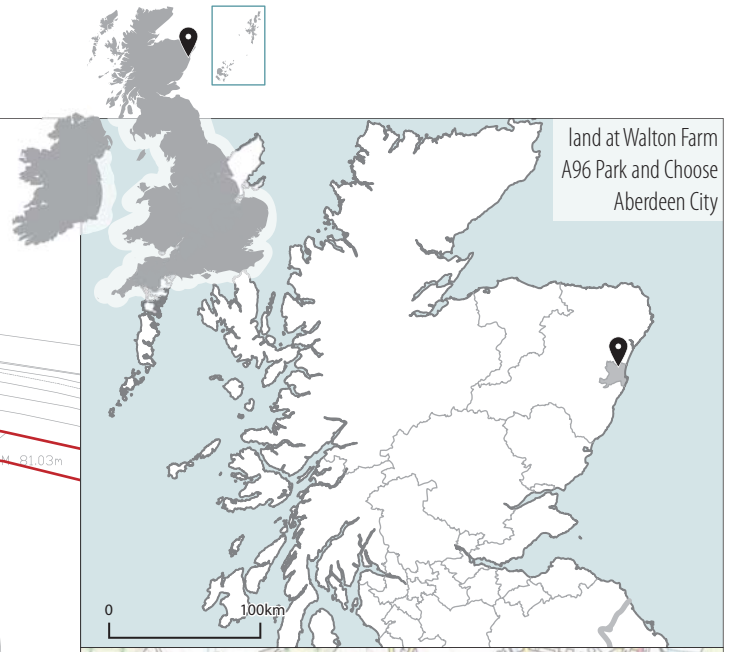 land at Walton Farm
A96 Park and Choose
Aberdeen City
M 81.03m
0 100km